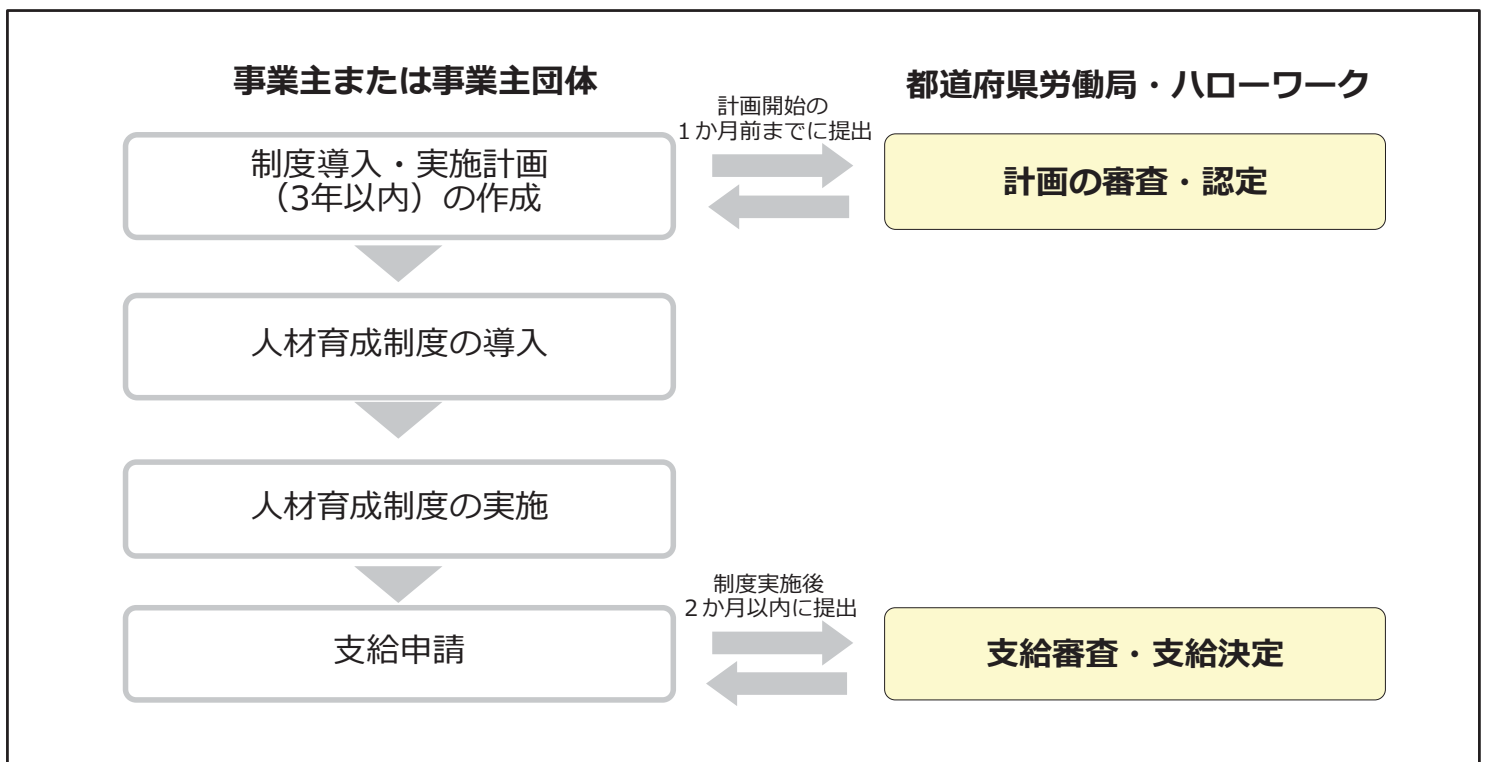 事業主または事業主団体
都道府県労働局・ハローワーク
計画開始の
１か月前までに提出
制度導入・実施計画
（3年以内）の作成
計画の審査・認定
人材育成制度の導入
人材育成制度の実施
制度実施後
２か月以内に提出
支給申請
支給審査・支給決定